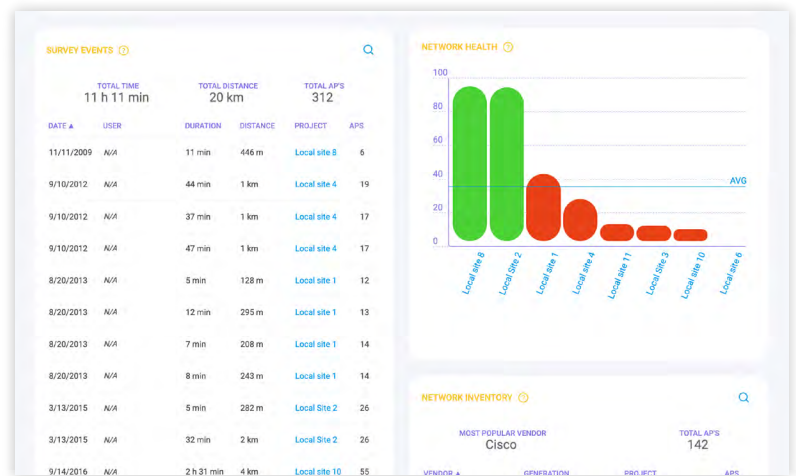 SURVEY EVENTS ?
TOTAL TIME TOTAL DISTANCE TOTAL AP'S
11 h 11 min 20 km 312
DATE ▲ USER DURATION DISTANCE PROJECT APS
11/11/2009 N/A 11 min 446 m Local site 8 6
9/10/2012 N/A 44 min 1 km Local site 4 19
9/10/2012 N/A 37 min 1 km Local site 4 17
9/10/2012 N/A 47 min 1 km Local site 4 17
8/20/2013 N/A 5 min 128 m Local site 1 12
8/20/2013 N/A 12 min 295 m Local site 1 13
8/20/2013 N/A 7 min 208 m Local site 1 14
8/20/2013 N/A 8 min 243 m Local site 1 14
3/13/2015 N/A 5 min 282 m Local Site 2 26
3/13/2015 N/A 32 min 2 km Local Site 2 26
9/14/2016 N/A 2 h 31 min 4 km Local site 10 55
NETWORK HEALTH ?
100
80
60
40
20
0
AVG
Local site 8
Local Site 2
Local site 1
Local site 4
Local site 11
Local Site 3
Local site 10
Local site 6
NETWORK INVENTORY ?
MOST POPULAR VENDOR TOTAL AP'S
Cisco 142
VENDOR ▲ GENERATION PROJECT APS